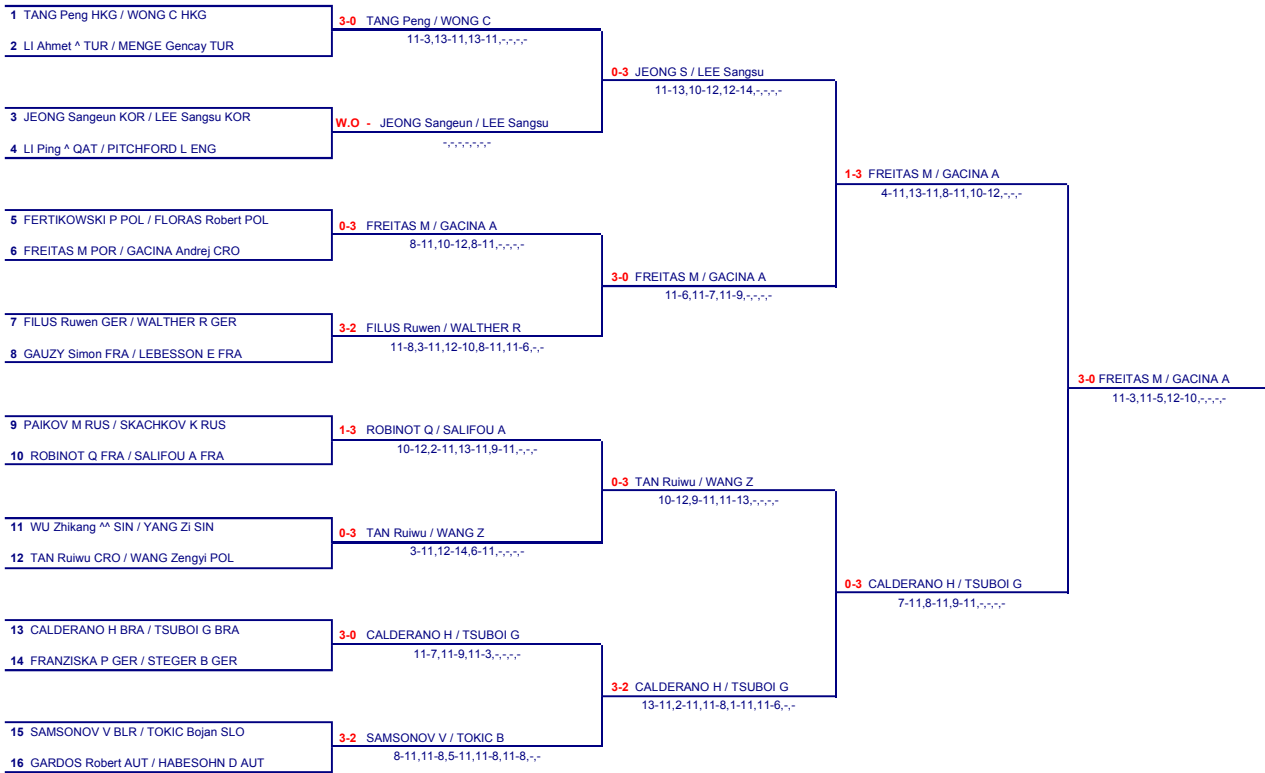 1 TANG Peng HKG / WONG C HKG
2 LI Ahmet ^ TUR / MENGE Gencay TUR
3 JEONG Sangeun KOR / LEE Sangsu KOR
4 LI Ping ^ QAT / PITCHFORD L ENG
5 FERTIKOWSKI P POL / FLORAS Robert POL
6 FREITAS M POR / GACINA Andrej CRO
7 FILUS Ruwen GER / WALTHER R GER
8 GAUZY Simon FRA / LEBESSON E FRA
9 PAIKOV M RUS / SKACHKOV K RUS
10 ROBINOT Q FRA / SALIFOU A FRA
11 WU Zhikang ^^ SIN / YANG Zi SIN
12 TAN Ruiwu CRO / WANG Zengyi POL
13 CALDERANO H BRA / TSUBOI G BRA
14 FRANZISKA P GER / STEGER B GER
15 SAMSONOV V BLR / TOKIC Bojan SLO
16 GARDOS Robert AUT / HABESOHN D AUT
3-0 TANG Peng / WONG C
11-3,13-11,13-11,-,-,-,-
W.O - JEONG Sangeun / LEE Sangsu
-,-,-,-,-,-,-
0-3 FREITAS M / GACINA A
8-11,10-12,8-11,-,-,-,-
3-2 FILUS Ruwen / WALTHER R
11-8,3-11,12-10,8-11,11-6,-,-
1-3 ROBINOT Q / SALIFOU A
10-12,2-11,13-11,9-11,-,-,-
0-3 TAN Ruiwu / WANG Z
3-11,12-14,6-11,-,-,-,-
3-0 CALDERANO H / TSUBOI G
11-7,11-9,11-3,-,-,-,-
3-2 SAMSONOV V / TOKIC B
8-11,11-8,5-11,11-8,11-8,-,-
0-3 JEONG S / LEE Sangsu
11-13,10-12,12-14,-,-,-,-
3-0 FREITAS M / GACINA A
11-6,11-7,11-9,-,-,-,-
0-3 TAN Ruiwu / WANG Z
10-12,9-11,11-13,-,-,-,-
3-2 CALDERANO H / TSUBOI G
13-11,2-11,11-8,1-11,11-6,-,-
1-3 FREITAS M / GACINA A
4-11,13-11,8-11,10-12,-,-,-
0-3 CALDERANO H / TSUBOI G
7-11,8-11,9-11,-,-,-,-
3-0 FREITAS M / GACINA A
11-3,11-5,12-10,-,-,-,-